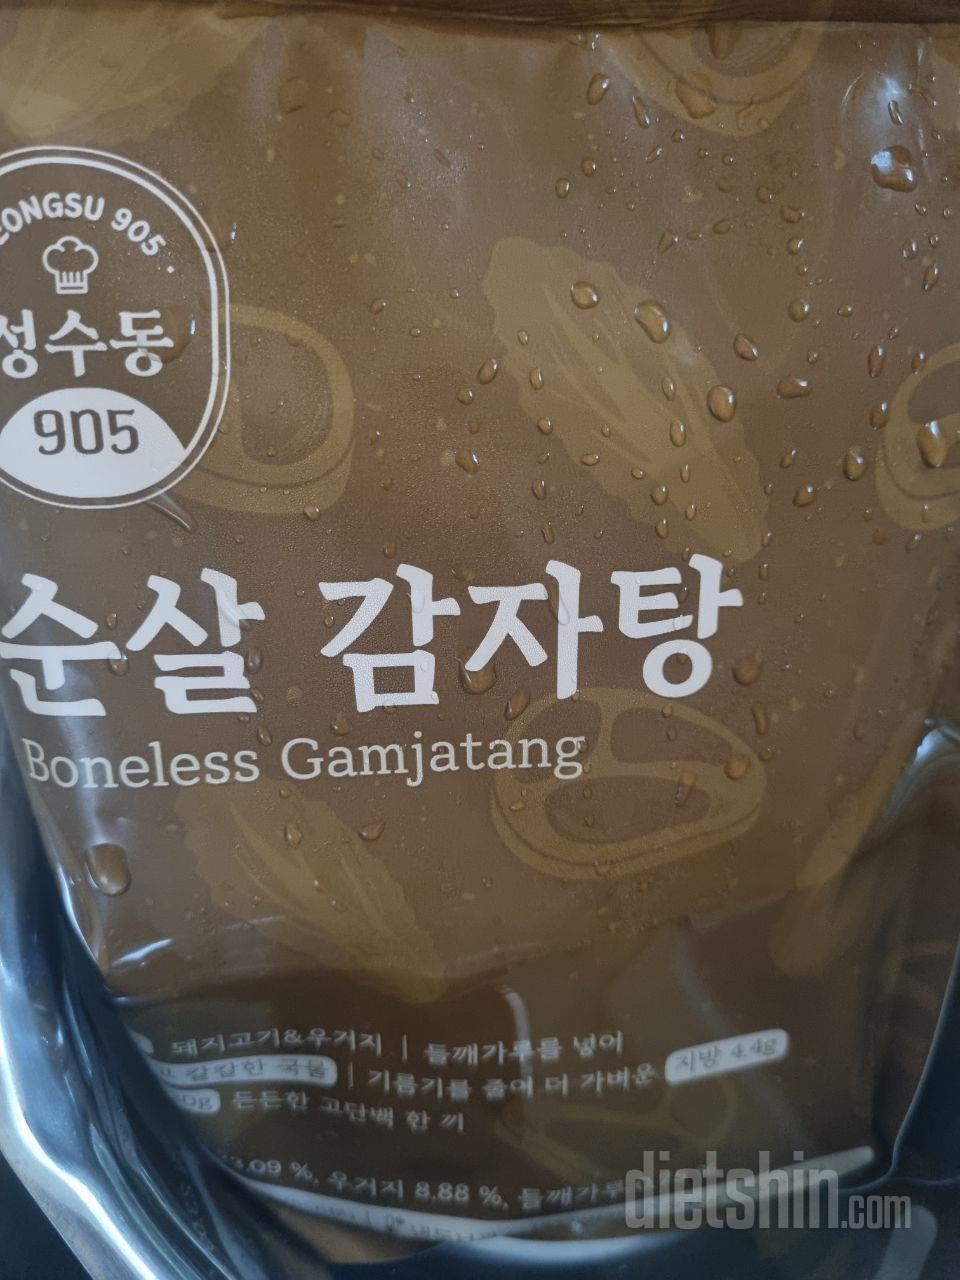 EONGSU 905 ·
성수동
905
순살 감자탕
Boneless Gamjatang
돼지고기&우거지 | 들깨가루를 넣어
칼칼한 국물 | 기름기를 줄여 더 가벼운 지방 4.4g
0g 든든한 고단백 한 끼
3.09 %, 우거지 8.88 %, 들깨가루
dietshin.com